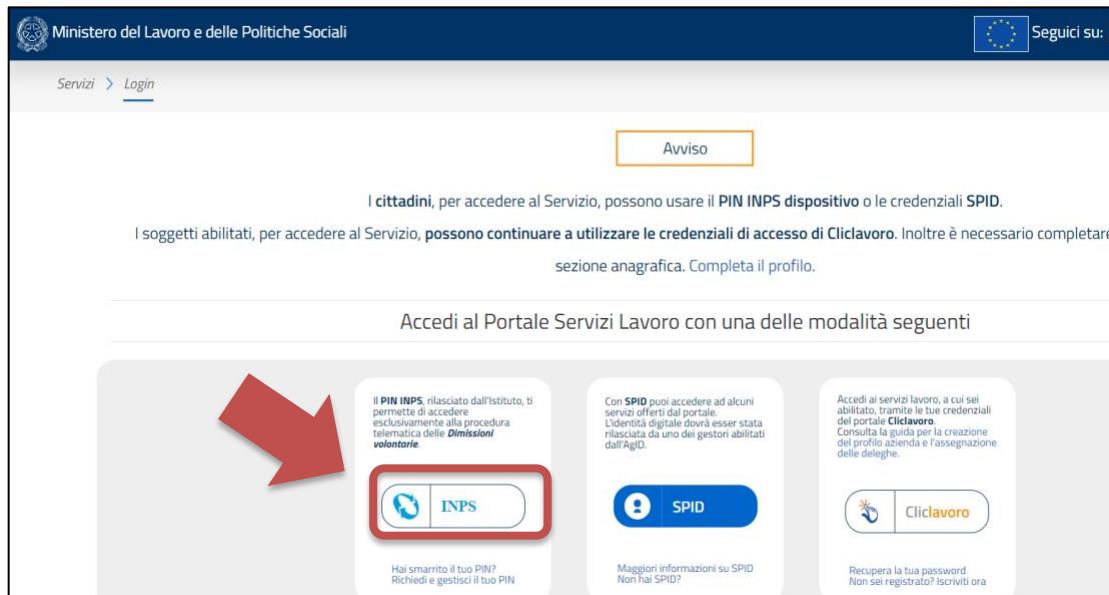 Ministero del Lavoro e delle Politiche Sociali
Seguici su:
Servizi > Login
Avviso
I cittadini, per accedere al Servizio, possono usare il PIN INPS dispositivo o le credenziali SPID.
I soggetti abilitati, per accedere al Servizio, possono continuare a utilizzare le credenziali di accesso di Cliclavoro. Inoltre è necessario completare
sezione anagrafica. Completa il profilo.
Accedi al Portale Servizi Lavoro con una delle modalità seguenti
Il PIN INPS, rilasciato dall'Istituto, ti
permette di accedere
esclusivamente alla procedura
telematica delle Dimissioni
volontarie.
INPS
Hai smarrito il tuo PIN?
Richiedi e gestisci il tuo PIN
Con SPID puoi accedere ad alcuni
servizi offerti dal portale.
L'identità digitale dovrà esser stata
rilasciata da uno dei gestori abilitati
dall'AgID.
SPID
Maggiori informazioni su SPID
Non hai SPID?
Accedi ai servizi lavoro, a cui sei
abilitato, tramite le tue credenziali
del portale Cliclavoro.
Consulta la guida per la creazione
del profilo azienda e l'assegnazione
delle deleghe.
Cliclavoro
Recupera la tua password
Non sei registrato? Iscriviti ora